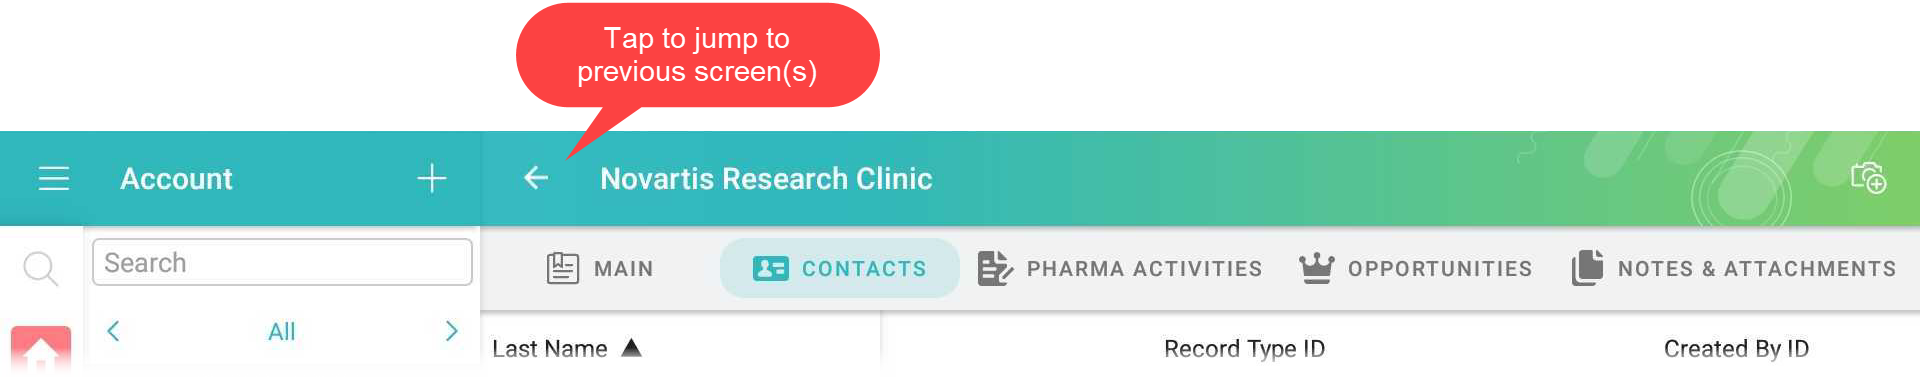 Tap to jump to
previous screen(s)
Account
Novartis Research Clinic
Search
MAIN
CONTACTS
PHARMA ACTIVITIES
OPPORTUNITIES
NOTES & ATTACHMENTS
All
Last Name
Record Type ID
Created By ID